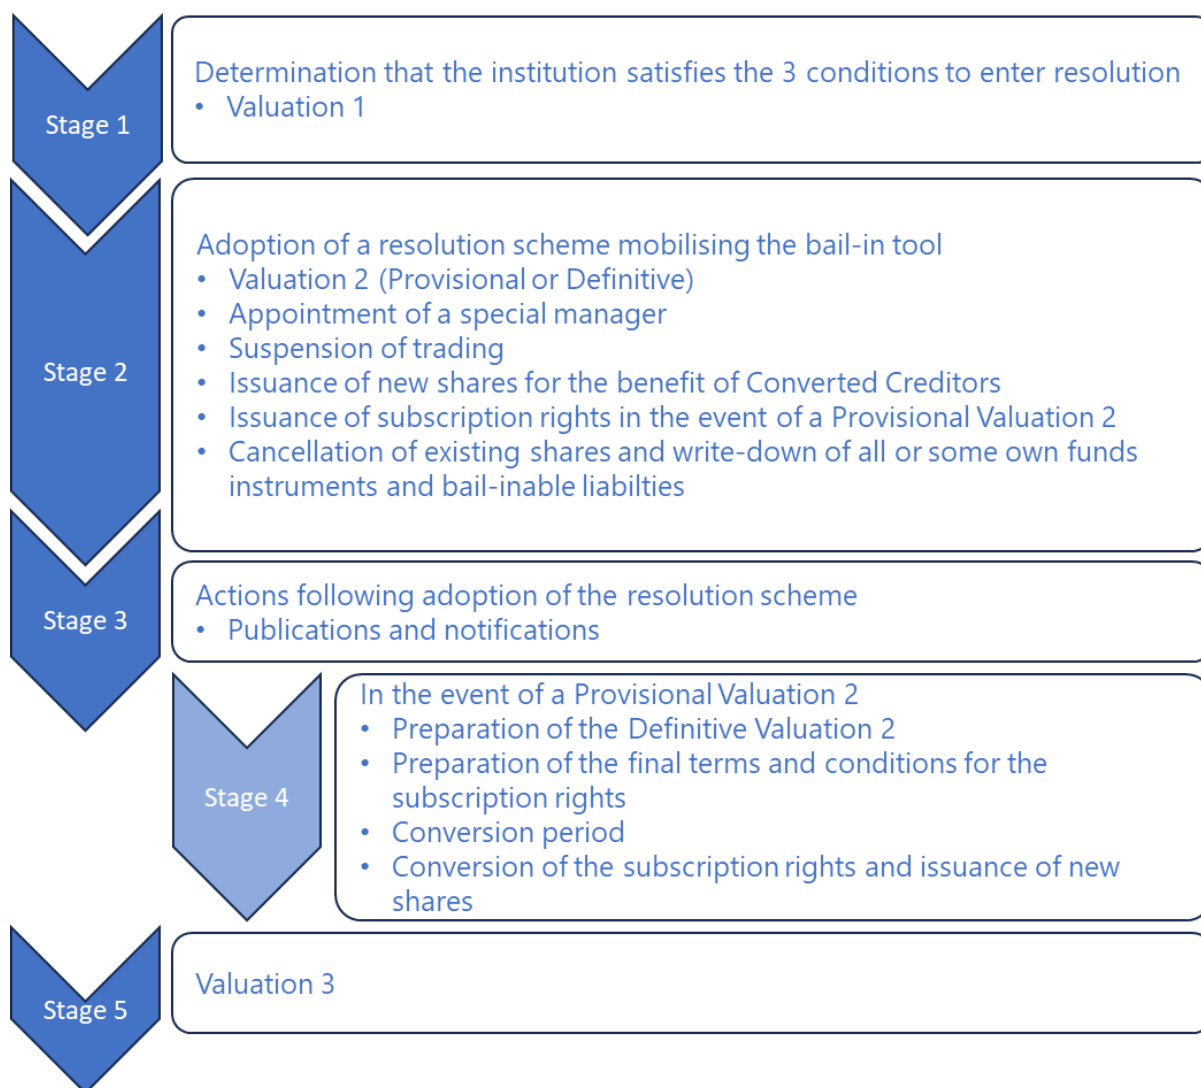 Stage 1
Determination that the institution satisfies the 3 conditions to enter resolution
• Valuation 1
Stage 2
Adoption of a resolution scheme mobilising the bail-in tool
• Valuation 2 (Provisional or Definitive)
• Appointment of a special manager
• Suspension of trading
• Issuance of new shares for the benefit of Converted Creditors
• Issuance of subscription rights in the event of a Provisional Valuation 2
• Cancellation of existing shares and write-down of all or some own funds
instruments and bail-inable liabilties
Stage 3
Actions following adoption of the resolution scheme
• Publications and notifications
Stage 4
In the event of a Provisional Valuation 2
• Preparation of the Definitive Valuation 2
• Preparation of the final terms and conditions for the
subscription rights
• Conversion period
• Conversion of the subscription rights and issuance of new
shares
Stage 5
Valuation 3